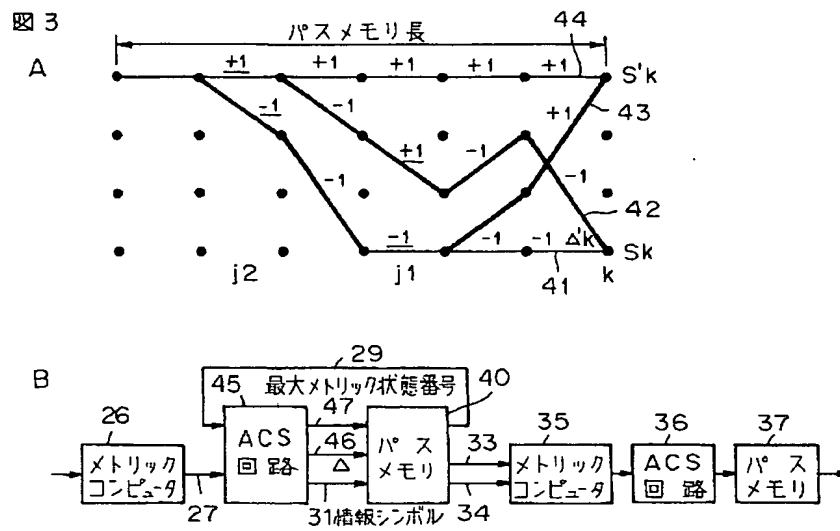 図3
パスメモリ長
A
+1 +1 +1 +1 +1 44 S'k
-1 -1 +1 43
+1 -1 -1
-1 42
-1 -1 -1 Δ'k Sk
j2 j1 41 k
B
29
最大メトリック状態番号
26 45 47 40 35 36 37
メトリック
コンピュータ
27
ACS
回路
46
Δ
31 情報シンボル
パス
メモリ
33
34
メトリック
コンピュータ
ACS
回路
パス
メモリ